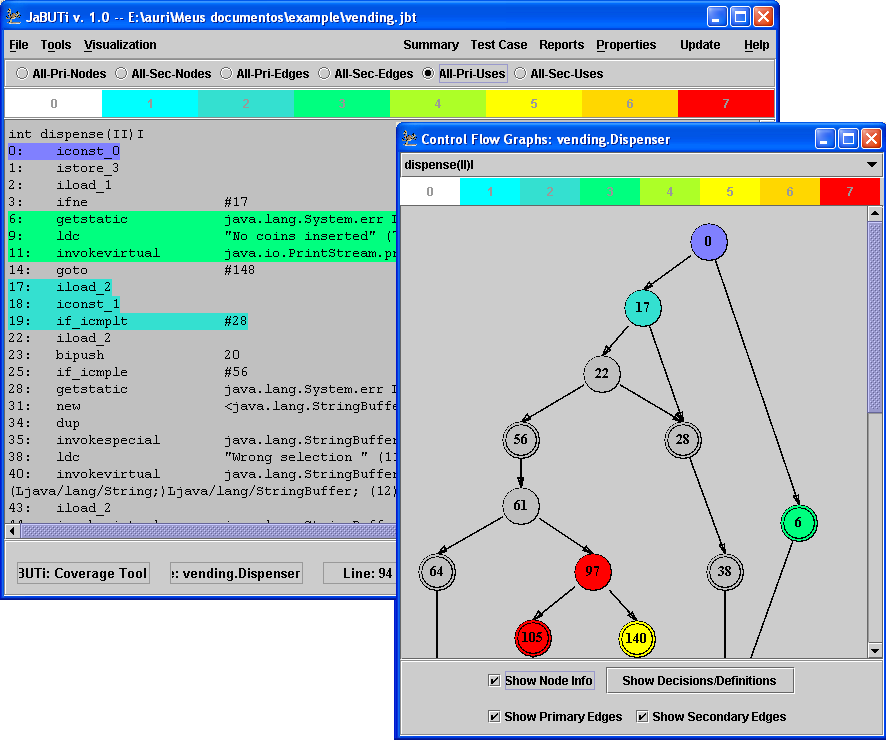 JaBUTi v. 1.0 -- E:\auri\Meus documentos\example\vending.jbt
File Tools Visualization Summary Test Case Reports Properties Update Help
All-Pri-Nodes All-Sec-Nodes All-Pri-Edges All-Sec-Edges All-Pri-Uses All-Sec-Uses
0 1 2 3 4 5 6 7
int dispense(II)I
0: iconst_0
1: istore_3
2: iload_1
3: ifne #17
6: getstatic java.lang.System.err I
9: ldc "No coins inserted" (7
11: invokevirtual java.io.PrintStream.pr
14: goto #148
17: iload_2
18: iconst_1
19: if_icmplt #28
22: iload_2
23: bipush 20
25: if_icmple #56
28: getstatic java.lang.System.err I
31: new <java.lang.StringBuffe
34: dup
35: invokespecial java.lang.StringBuffer
38: ldc "Wrong selection " (11
40: invokevirtual java.lang.StringBuffer
(Ljava/lang/String;)Ljava/lang/StringBuffer; (12)
43: iload_2
BUTi: Coverage Tool
: vending.Dispenser
Line: 94
Control Flow Graphs: vending.Dispenser
dispense(II)I
0 1 2 3 4 5 6 7
0
17
22
56 28
61
6
64 97 38
105 140
Show Node Info
Show Decisions/Definitions
Show Primary Edges Show Secondary Edges